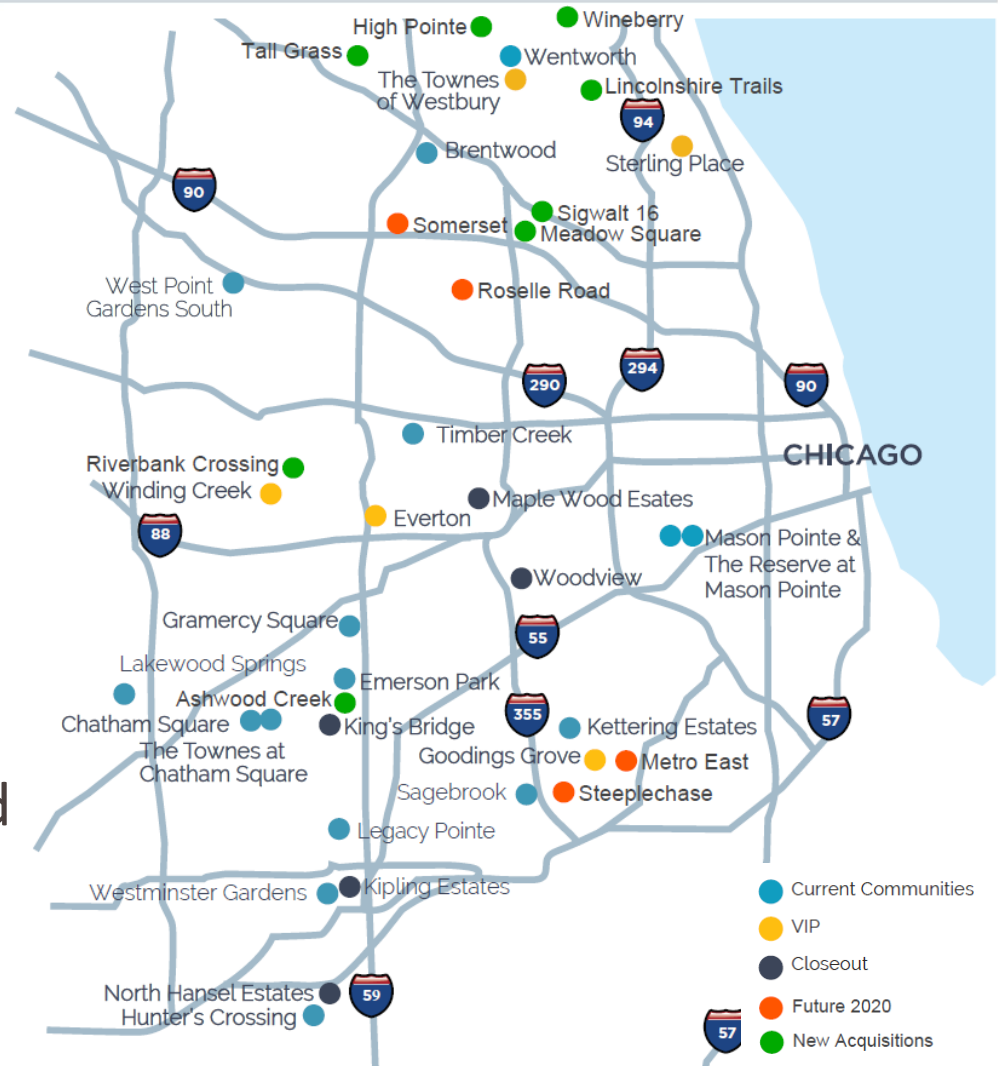 High Pointe
Wineberry
Tall Grass
Wentworth
The Townes
of Westbury
Lincolnshire Trails
94
Brentwood
Sterling Place
90
Sigwalt 16
Somerset
Meadow Square
West Point
Gardens South
Roselle Road
290
294
90
Timber Creek
CHICAGO
Riverbank Crossing
Winding Creek
Maple Wood Esates
Everton
88
Mason Pointe &
The Reserve at
Mason Pointe
Woodview
Gramercy Square
55
Lakewood Springs
Emerson Park
Ashwood Creek
355
57
Chatham Square
King's Bridge
Kettering Estates
The Townes at
Chatham Square
Goodings Grove
Metro East
Sagebrook
Steeplechase
d
Legacy Pointe
Westminster Gardens
Kipling Estates
Current Communities
VIP
Closeout
North Hansel Estates
59
Future 2020
Hunter's Crossing
57
New Acquisitions